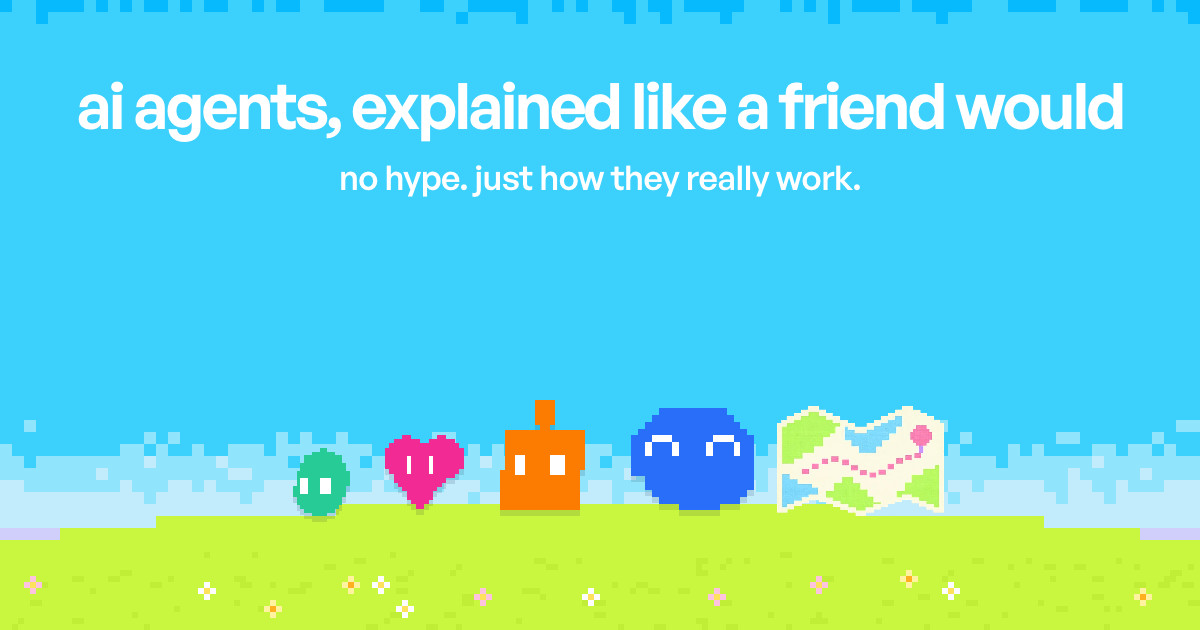 ai agents, explained like a friend would
no hype. just how they really work.